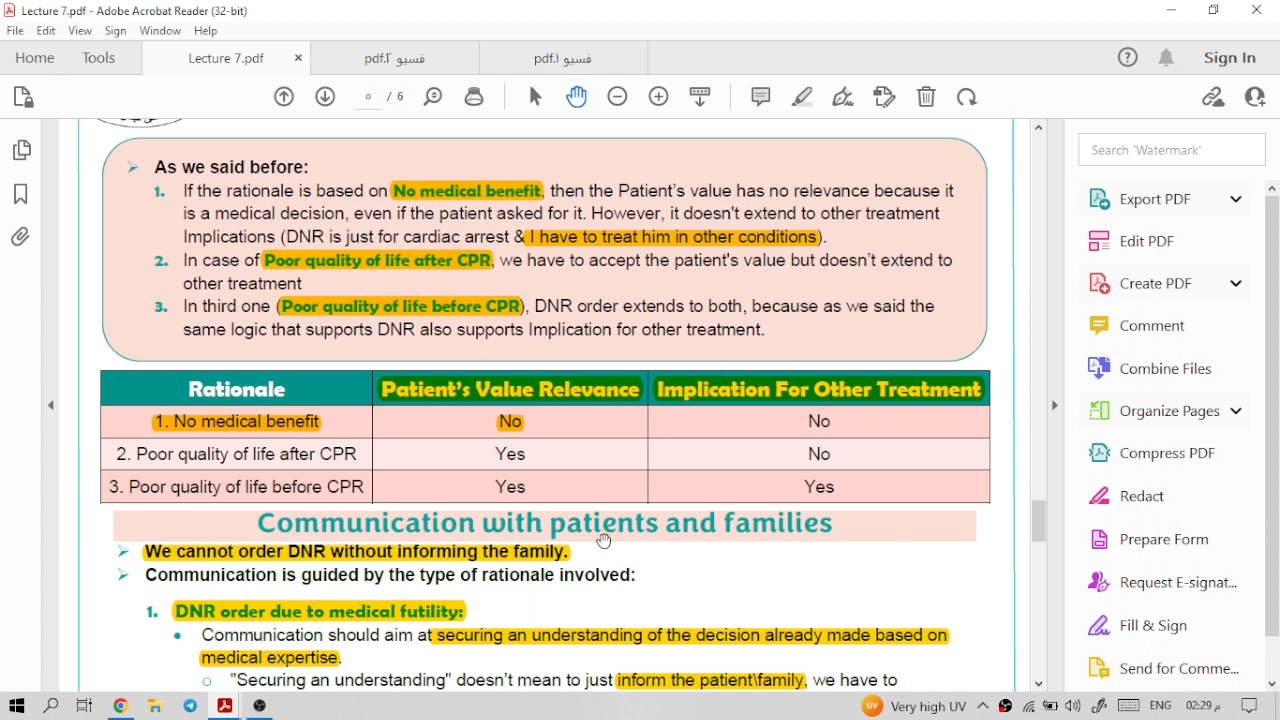 Lecture 7.pdf - Adobe Acrobat Reader (32-bit)
File Edit View Sign Window Help
Home Tools Lecture 7.pdf × فسيو ٢.pdf فسيو ١.pdf Sign In
٥ / 6
➢ As we said before:
1. If the rationale is based on No medical benefit, then the Patient's value has no relevance because it
is a medical decision, even if the patient asked for it. However, it doesn't extend to other treatment
Implications (DNR is just for cardiac arrest & I have to treat him in other conditions).
2. In case of Poor quality of life after CPR, we have to accept the patient's value but doesn't extend to
other treatment
3. In third one (Poor quality of life before CPR), DNR order extends to both, because as we said the
same logic that supports DNR also supports Implication for other treatment.
Rationale Patient's Value Relevance Implication For Other Treatment
1. No medical benefit No No
2. Poor quality of life after CPR Yes No
3. Poor quality of life before CPR Yes Yes
Communication with patients and families
➢ We cannot order DNR without informing the family.
➢ Communication is guided by the type of rationale involved:
1. DNR order due to medical futility:
• Communication should aim at securing an understanding of the decision already made based on
medical expertise.
○ "Securing an understanding" doesn't mean to just inform the patient\family, we have to
Search 'Watermark'
Export PDF
Edit PDF
Create PDF
Comment
Combine Files
Organize Pages
Compress PDF
Redact
Prepare Form
Request E-signat...
Fill & Sign
Send for Comme...
UV Very high UV ENG 02:29 م